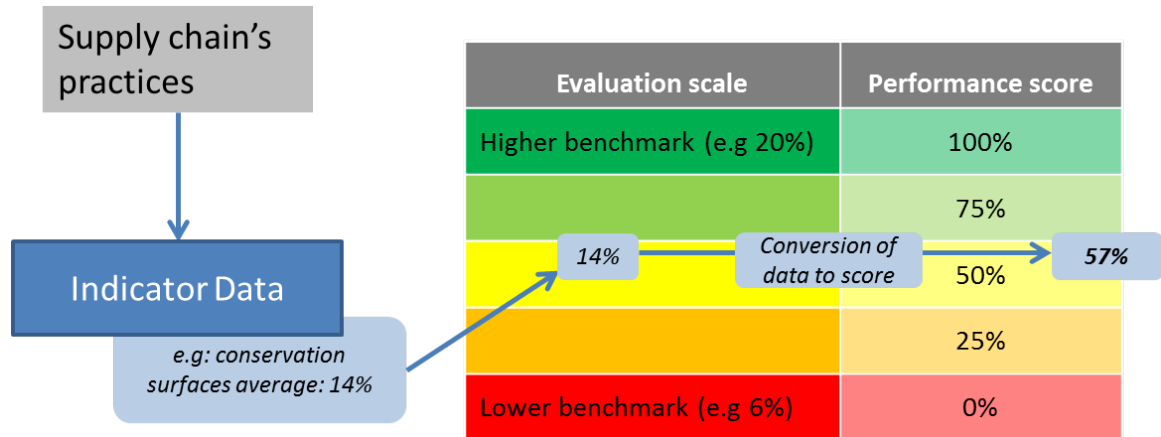 Supply chain’s
practices
Indicator Data
e.g: conservation
surfaces average: 14%
Evaluation scale
Performance score
Higher benchmark (e.g 20%)
100%
75%
14%
Conversion of
data to score
57%
50%
25%
Lower benchmark (e.g 6%)
0%